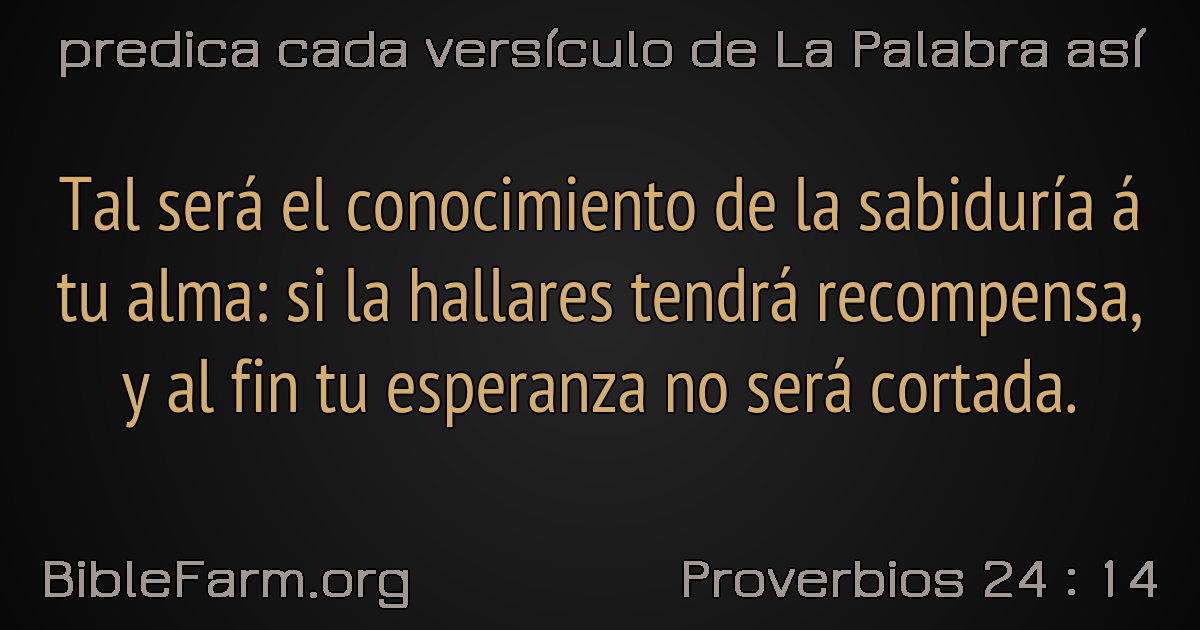 predica cada versículo de La Palabra así
Tal será el conocimiento de la sabiduría á
tu alma: si la hallares tendrá recompensa,
y al fin tu esperanza no será cortada.
BibleFarm.org
Proverbios 24 : 14